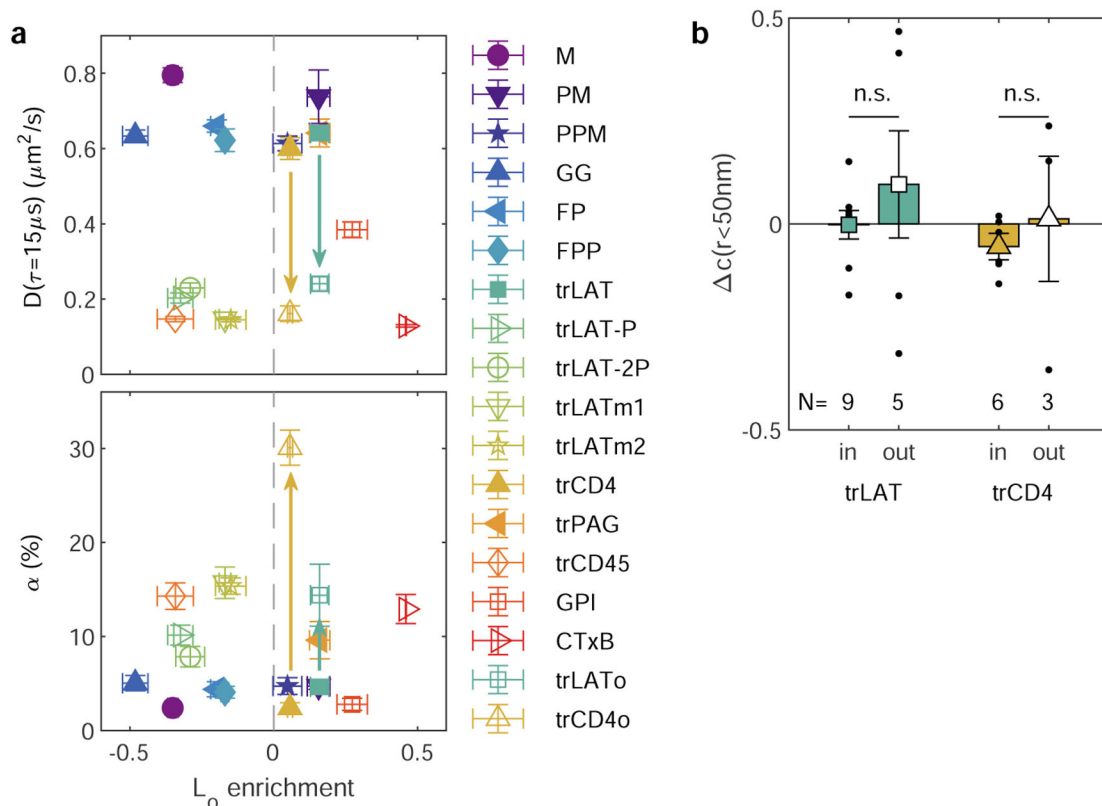 a
D(τ=15μs) (μm²/s)
0.8
0.6
0.4
0.2
0
α (%)
30
20
10
0
-0.5
0
0.5
Lₒ enrichment
M
PM
PPM
GG
FP
FPP
trLAT
trLAT-P
trLAT-2P
trLATm1
trLATm2
trCD4
trPAG
trCD45
GPI
CTxB
trLATo
trCD4o
b
Δc(r<50nm)
0.5
0
-0.5
n.s.
n.s.
N= 9 5 6 3
in out in out
trLAT trCD4